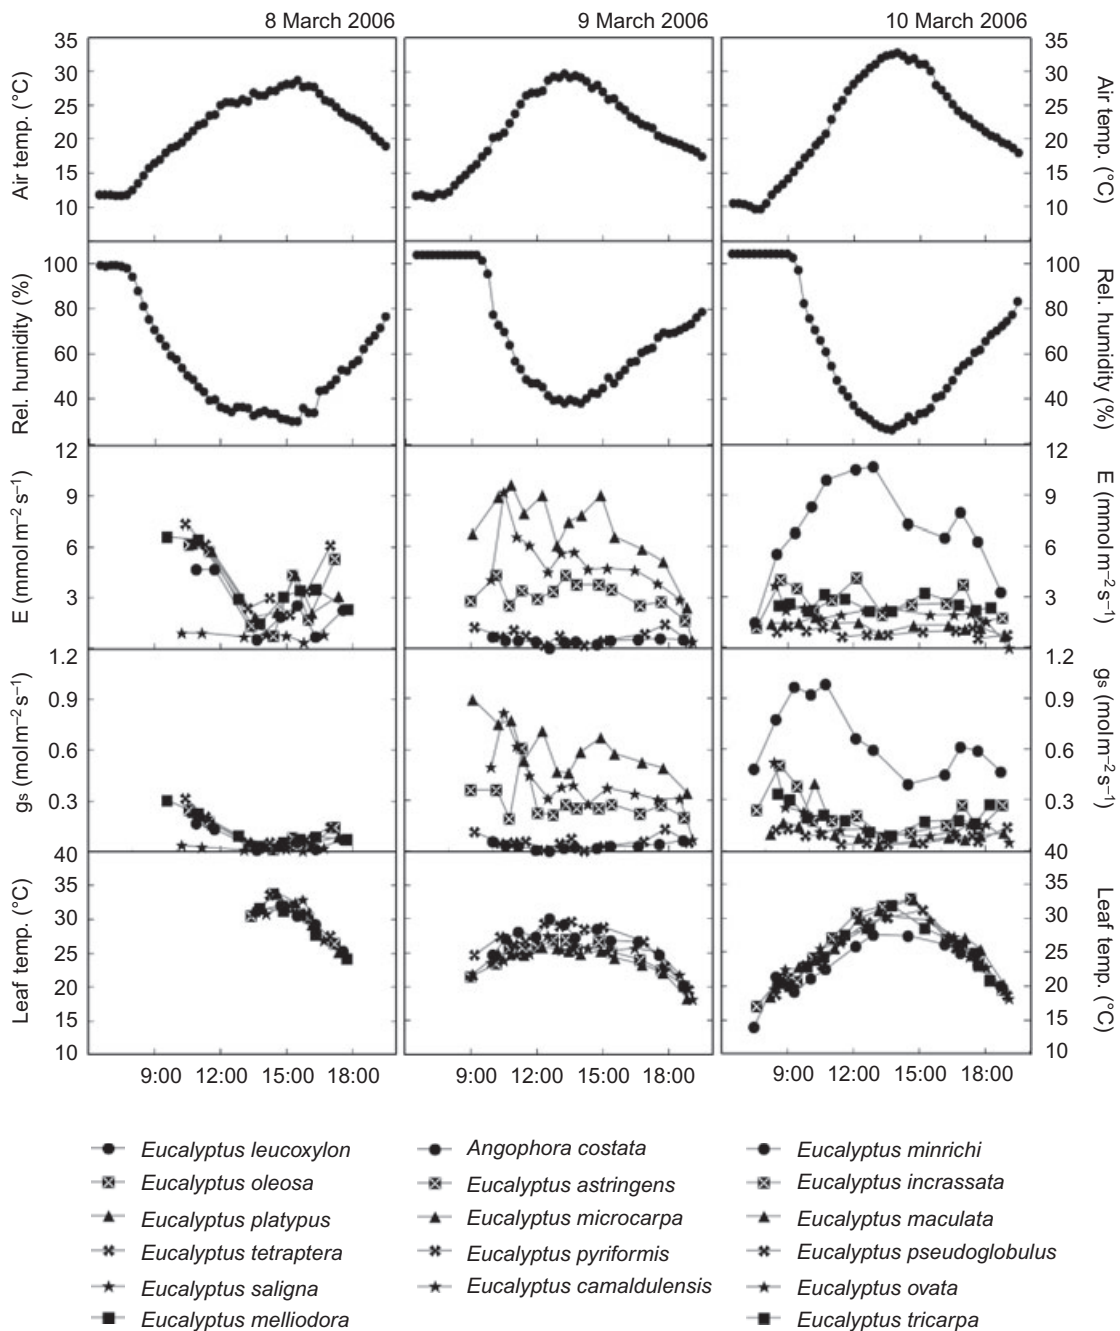 8 March 2006
9 March 2006
10 March 2006
35
30
25
20
15
10
Air temp. (°C)
35
30
25
20
15
10
Air temp. (°C)
100
80
60
40
Rel. humidity (%)
100
80
60
40
Rel. humidity (%)
12
9
6
3
E (mmol m⁻² s⁻¹)
12
9
6
3
E (mmol m⁻² s⁻¹)
1.2
0.9
0.6
0.3
gs (mol m⁻² s⁻¹)
1.2
0.9
0.6
0.3
gs (mol m⁻² s⁻¹)
40
35
30
25
20
15
10
Leaf temp. (°C)
40
35
30
25
20
15
10
Leaf temp. (°C)
9:00 12:00 15:00 18:00
9:00 12:00 15:00 18:00
9:00 12:00 15:00 18:00
Eucalyptus leucoxylon
Eucalyptus oleosa
Eucalyptus platypus
Eucalyptus tetraptera
Eucalyptus saligna
Eucalyptus melliodora
Angophora costata
Eucalyptus astringens
Eucalyptus microcarpa
Eucalyptus pyriformis
Eucalyptus camaldulensis
Eucalyptus minrichi
Eucalyptus incrassata
Eucalyptus maculata
Eucalyptus pseudoglobulus
Eucalyptus ovata
Eucalyptus tricarpa